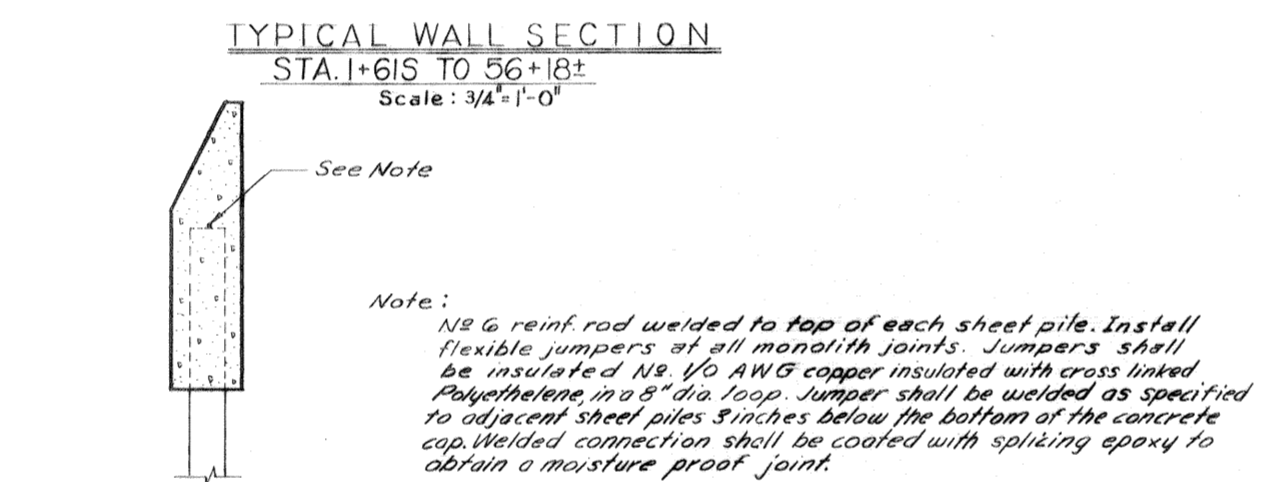 TYPICAL WALL SECTION
STA. 1+61S TO 56+18±
Scale: 3/4"=1'-0"
See Note
Note:
Nº 6 reinf. rod welded to top of each sheet pile. Install
flexible jumpers at all monolith joints. Jumpers shall
be insulated Nº. 1/0 AWG copper insulated with cross linked
Polyethelene, in a 8" dia. loop. Jumper shall be welded as specified
to adjacent sheet piles 3 inches below the bottom of the concrete
cap. Welded connection shall be coated with splicing epoxy to
obtain a moisture proof joint.